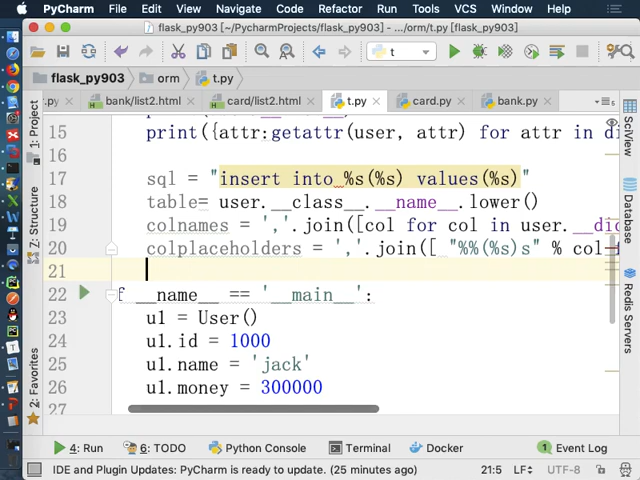 PyCharm File Edit View Navigate Code Refactor Tools VCS Window Help
flask_py903 [~/PycharmProjects/flask_py903] - .../orm/t.py [flask_py903]
t
flask_py903 orm t.py
.py bank/list2.html card/list2.html t.py card.py bank.py
15 print({attr:getattr(user, attr) for attr in di
16
17 sql = "insert into %s(%s) values(%s)"
18 table= user.__class__.__name__.lower()
19 colnames = ','.join([col for col in user.__dic
20 colplaceholders = ','.join([ "%%(%s)s" % col f
21
22 f __name__ == '__main__':
23 u1 = User()
24 u1.id = 1000
25 u1.name = 'jack'
26 u1.money = 300000
27
1: Project
7: Structure
2: Favorites
SciView
Database
Redis Servers
4: Run 6: TODO Python Console Terminal Docker 1 Event Log
IDE and Plugin Updates: PyCharm is ready to update. (25 minutes ago) 21:5 LF UTF-8